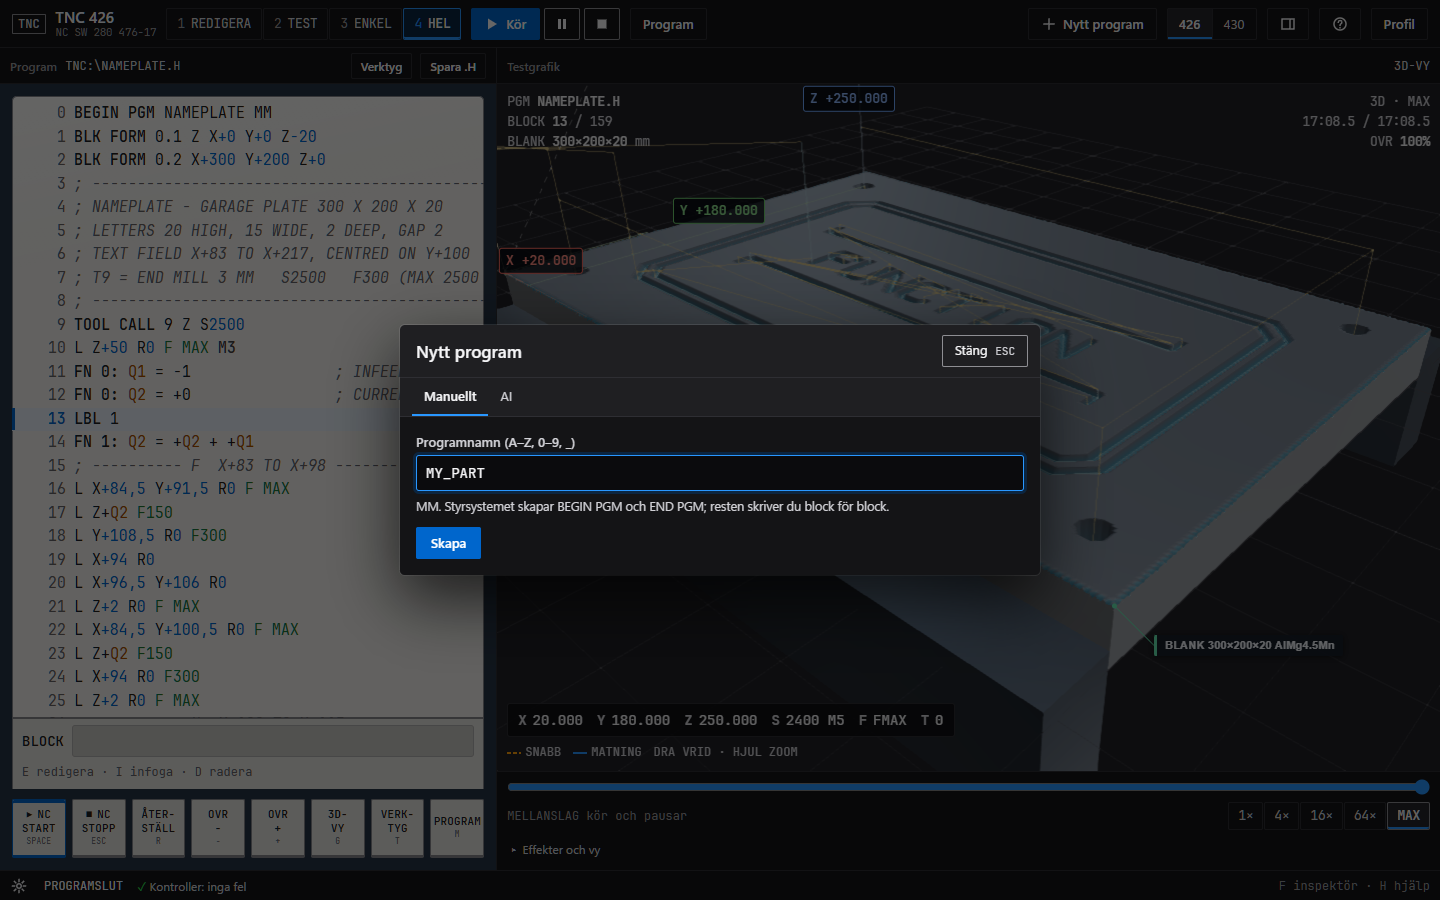 TNC
TNC 426
NC SW 280 476-17
1 REDIGERA
2 TEST
3 ENKEL
4 HEL
Kör
Program
Nytt program
426
430
Profil
Program TNC:\NAMEPLATE.H
Verktyg
Spara .H
Testgrafik
3D-VY
0 BEGIN PGM NAMEPLATE MM
1 BLK FORM 0.1 Z X+0 Y+0 Z-20
2 BLK FORM 0.2 X+300 Y+200 Z+0
3 ; -------------------------------------------
4 ; NAMEPLATE - GARAGE PLATE 300 X 200 X 20
5 ; LETTERS 20 HIGH, 15 WIDE, 2 DEEP, GAP 2
6 ; TEXT FIELD X+83 TO X+217, CENTRED ON Y+100
7 ; T9 = END MILL 3 MM   S2500   F300 (MAX 2500
8 ; -------------------------------------------
9 TOOL CALL 9 Z S2500
10 L Z+50 R0 F MAX M3
11 FN 0: Q1 = -1 ; INFEE
12 FN 0: Q2 = +0 ; CURRE
13 LBL 1
14 FN 1: Q2 = +Q2 + +Q1
15 ; ---------- F  X+83 TO X+98 -------
16 L X+84,5 Y+91,5 R0 F MAX
17 L Z+Q2 F150
18 L Y+108,5 R0 F300
19 L X+94 R0
20 L X+96,5 Y+106 R0
21 L Z+2 R0 F MAX
22 L X+84,5 Y+100,5 R0 F MAX
23 L Z+Q2 F150
24 L X+94 R0 F300
25 L Z+2 R0 F MAX
BLOCK
E redigera · I infoga · D radera
▶ NC START SPACE
■ NC STOPP ESC
ÅTER-STÄLL R
OVR - -
OVR + +
3D-VY G
VERK-TYG T
PROGRAM M
PGM NAMEPLATE.H
BLOCK 13 / 159
BLANK 300×200×20 mm
3D · MAX
17:08.5 / 17:08.5
OVR 100%
Z +250.000
Y +180.000
X +20.000
BLANK 300×200×20 AlMg4.5Mn
X 20.000 Y 180.000 Z 250.000 S 2400 M5 F FMAX T 0
SNABB MATNING DRA VRID · HJUL ZOOM
MELLANSLAG kör och pausar
1× 4× 16× 64× MAX
▸ Effekter och vy
Nytt program
Stäng ESC
Manuellt
AI
Programnamn (A–Z, 0–9, _)
MY_PART
MM. Styrsystemet skapar BEGIN PGM och END PGM; resten skriver du block för block.
Skapa
PROGRAMSLUT
✓ Kontroller: inga fel
F inspektör · H hjälp